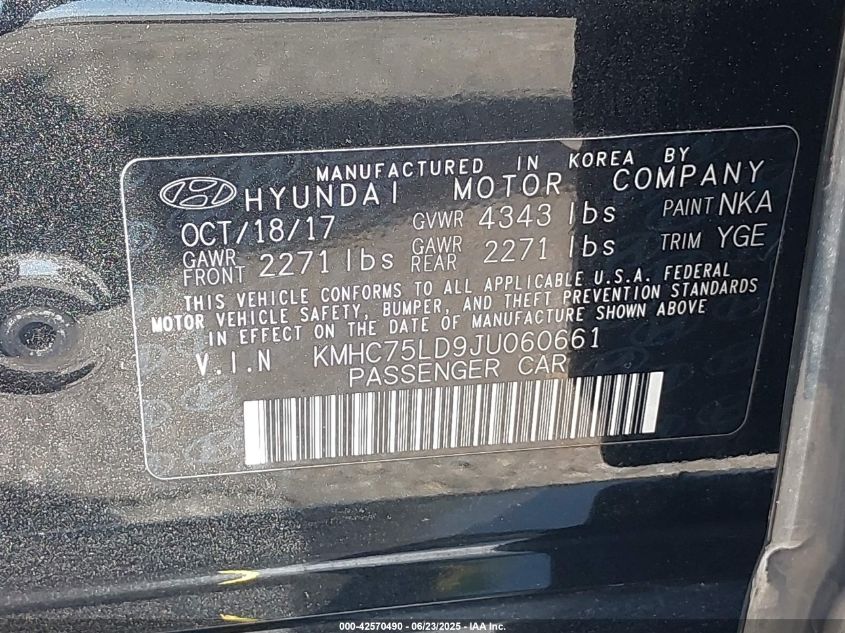 MANUFACTURED IN KOREA BY
HYUNDAI MOTOR COMPANY
OCT/18/17 GVWR 4343 lbs PAINT NKA
GAWR FRONT 2271 lbs GAWR REAR 2271 lbs TRIM YGE
THIS VEHICLE CONFORMS TO ALL APPLICABLE U.S.A. FEDERAL
MOTOR VEHICLE SAFETY, BUMPER, AND THEFT PREVENTION STANDARDS
IN EFFECT ON THE DATE OF MANUFACTURE SHOWN ABOVE
V.I.N KMHC75LD9JU060661
PASSENGER CAR
000-42570490 - 06/23/2025 - IAA Inc.